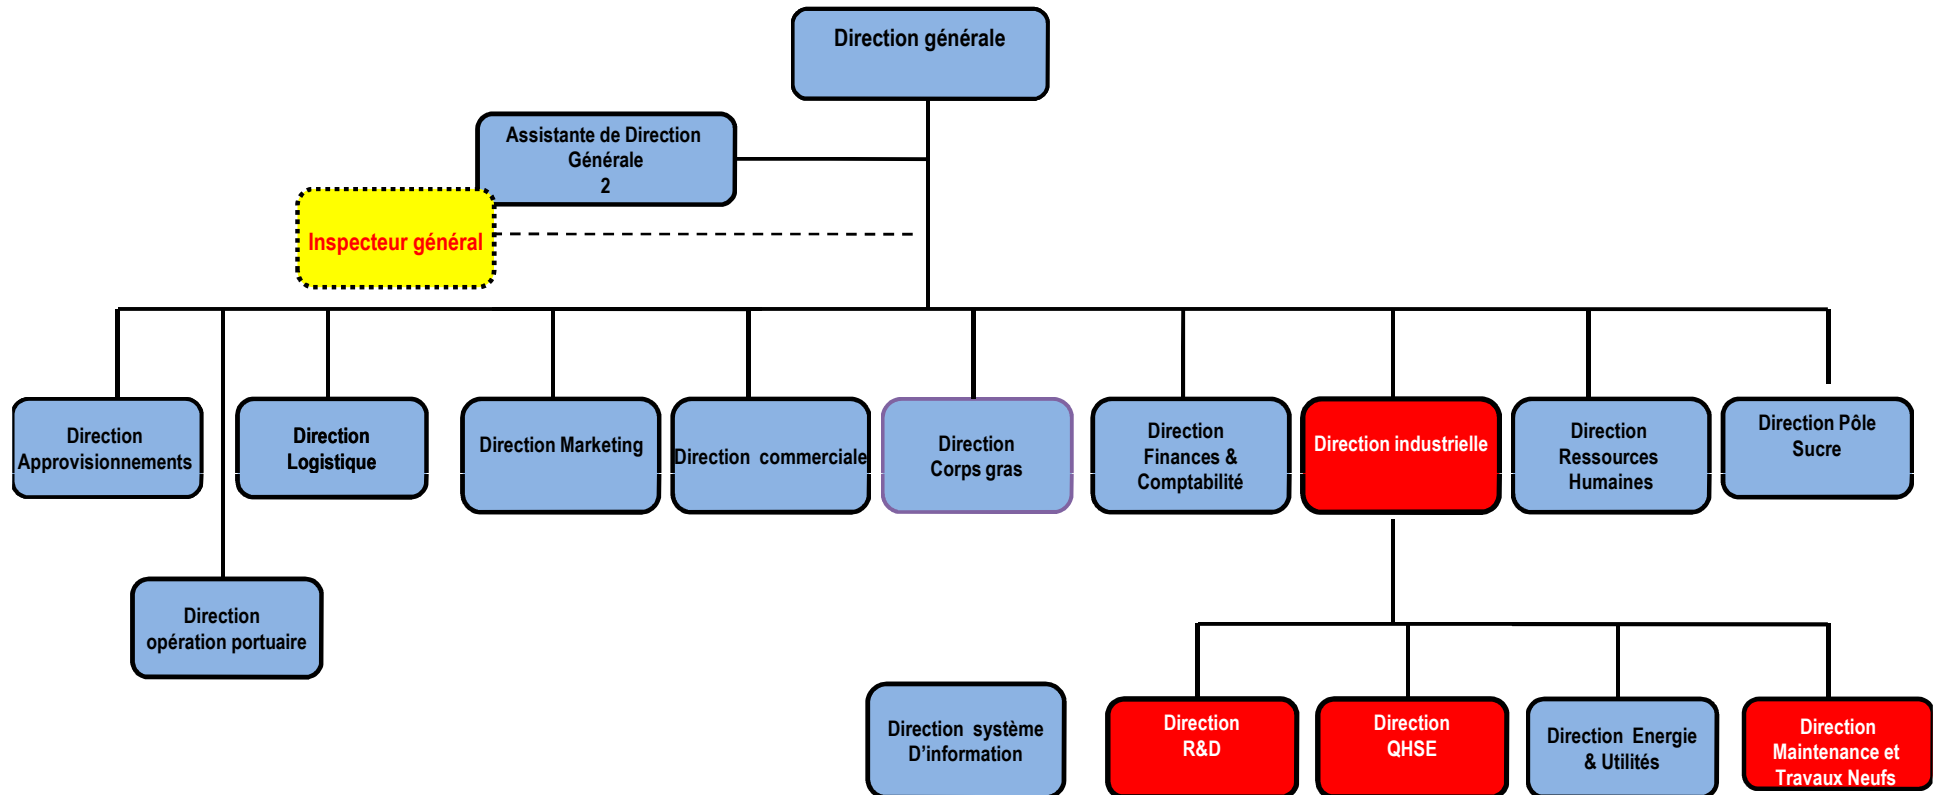 Direction générale
Assistante de Direction
Générale
2
Inspecteur général
Direction
Approvisionnements
Direction
Logistique
Direction Marketing
Direction commerciale
Direction
Corps gras
Direction
Finances &
Comptabilité
Direction industrielle
Direction
Ressources
Humaines
Direction Pôle
Sucre
Direction
opération portuaire
Direction système
D’information
Direction
R&D
Direction
QHSE
Direction Energie
& Utilités
Direction
Maintenance et
Travaux Neufs